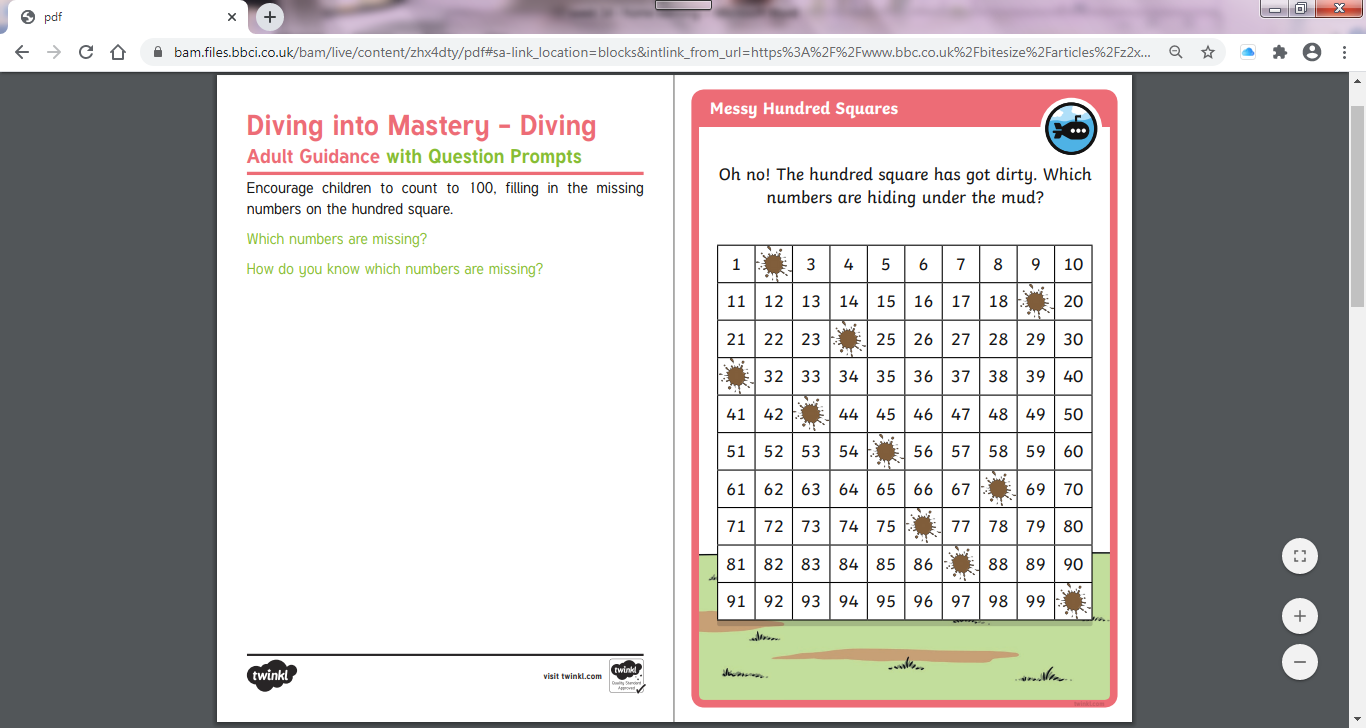 pdf
bam.files.bbci.co.uk/bam/live/content/zhx4dty/pdf#sa-link_location=blocks&intlink_from_url=https%3A%2F%2Fwww.bbc.co.uk%2Fbitesize%2Farticles%2Fz2x...
Diving into Mastery – Diving
Adult Guidance with Question Prompts
Encourage children to count to 100, filling in the missing
numbers on the hundred square.
Which numbers are missing?
How do you know which numbers are missing?
twinkl
visit twinkl.com
twinkl
Quality Standard
Approved
Messy Hundred Squares
Oh no! The hundred square has got dirty. Which
numbers are hiding under the mud?
1 3 4 5 6 7 8 9 10
11 12 13 14 15 16 17 18 20
21 22 23 25 26 27 28 29 30
32 33 34 35 36 37 38 39 40
41 42 44 45 46 47 48 49 50
51 52 53 54 56 57 58 59 60
61 62 63 64 65 66 67 69 70
71 72 73 74 75 77 78 79 80
81 82 83 84 85 86 88 89 90
91 92 93 94 95 96 97 98 99
twinkl.com